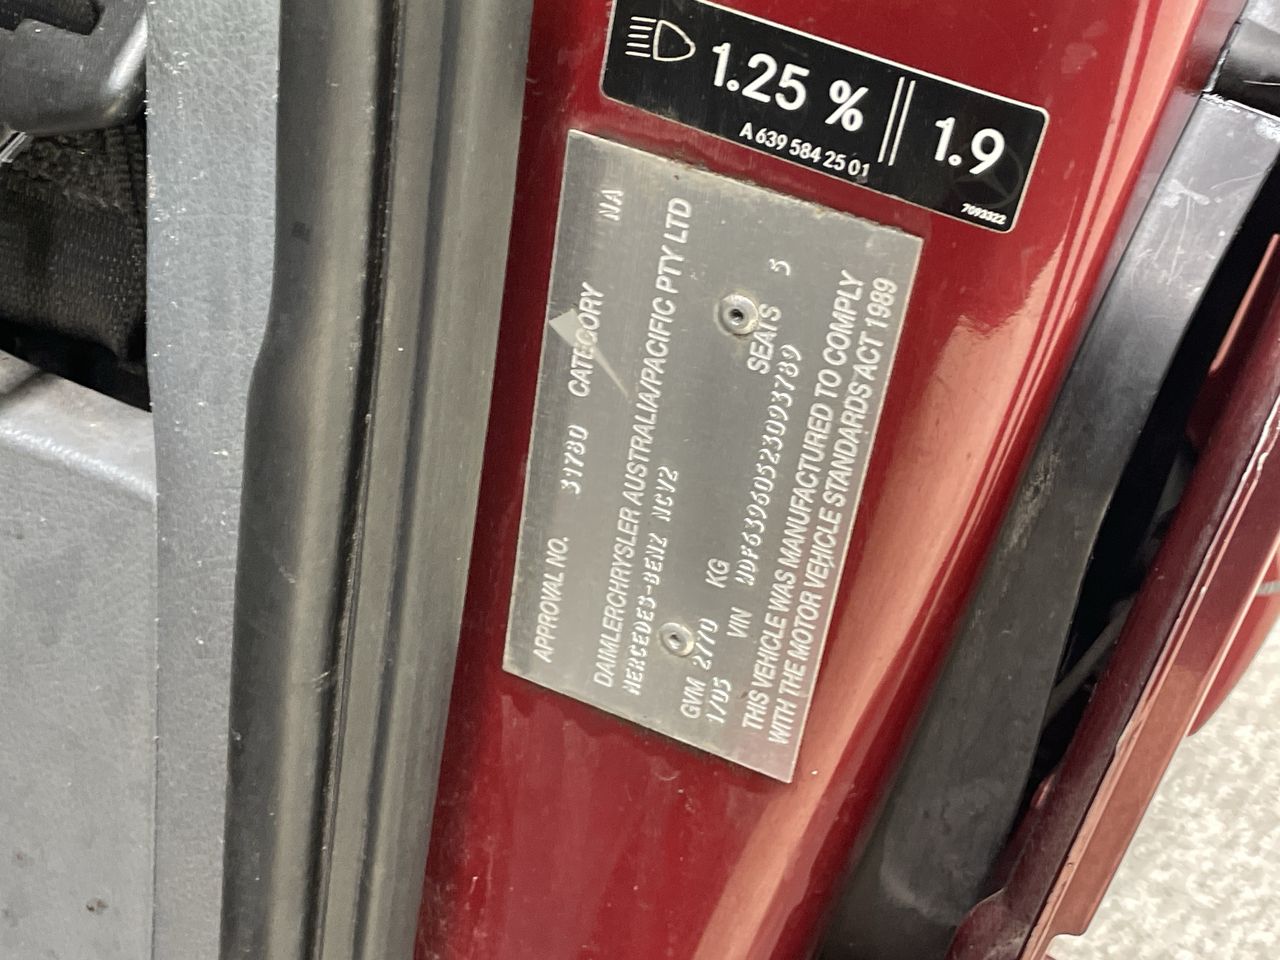 1.25 % 1.9
A 639 584 25 01
7093322
APPROVAL NO. CATEGORY NA
DAIMLERCHRYSLER AUSTRALIA/PACIFIC PTY LTD
MERCEDES-BENZ NCV2
GVM 2770 KG SEATS 5
1/05 VIN WDF63960523093789
THIS VEHICLE WAS MANUFACTURED TO COMPLY
WITH THE MOTOR VEHICLE STANDARDS ACT 1989